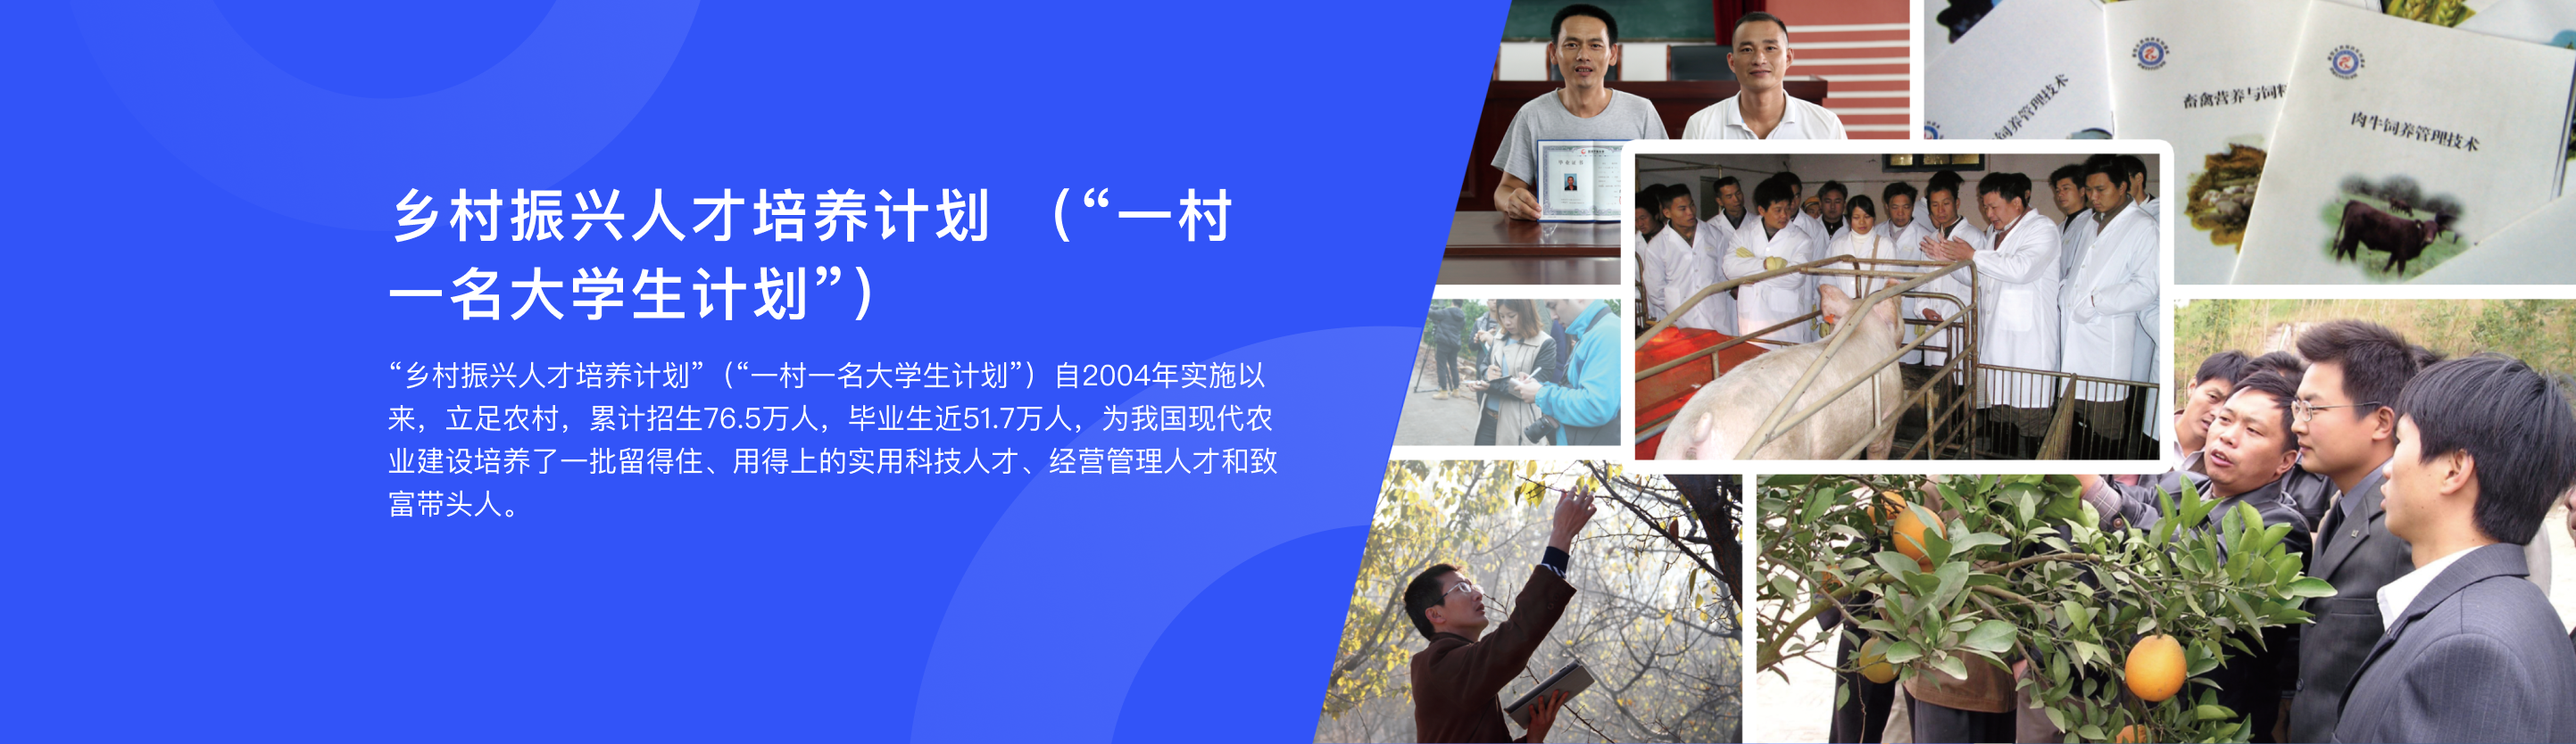 乡村振兴人才培养计划 （“一村
一名大学生计划”）
“乡村振兴人才培养计划”（“一村一名大学生计划”）自2004年实施以
来，立足农村，累计招生76.5万人，毕业生近51.7万人，为我国现代农
业建设培养了一批留得住、用得上的实用科技人才、经营管理人才和致
富带头人。
饲养管理技术
畜禽营养与饲料
肉牛饲养管理技术